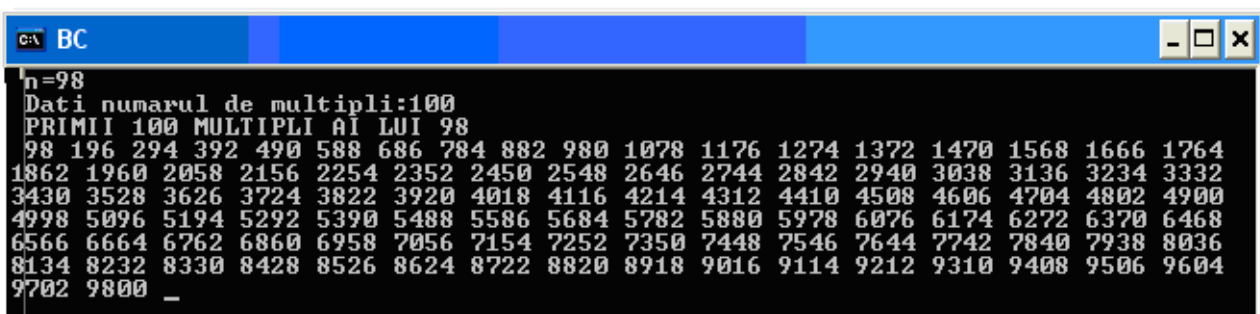 BC
n=98
Dati numarul de multipli:100
PRIMII 100 MULTIPLI AI LUI 98
98 196 294 392 490 588 686 784 882 980 1078 1176 1274 1372 1470 1568 1666 1764
1862 1960 2058 2156 2254 2352 2450 2548 2646 2744 2842 2940 3038 3136 3234 3332
3430 3528 3626 3724 3822 3920 4018 4116 4214 4312 4410 4508 4606 4704 4802 4900
4998 5096 5194 5292 5390 5488 5586 5684 5782 5880 5978 6076 6174 6272 6370 6468
6566 6664 6762 6860 6958 7056 7154 7252 7350 7448 7546 7644 7742 7840 7938 8036
8134 8232 8330 8428 8526 8624 8722 8820 8918 9016 9114 9212 9310 9408 9506 9604
9702 9800 _